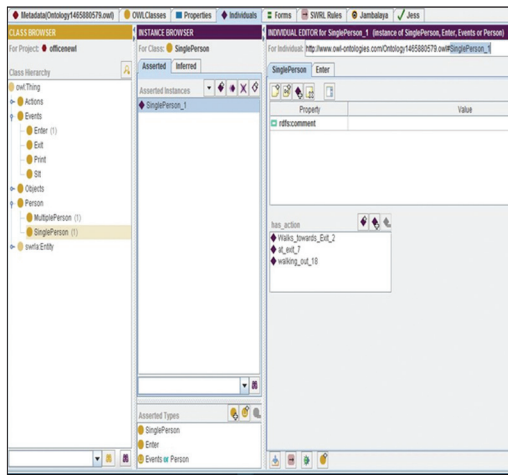 Metadata(Ontology1465880579.owl) OWLClasses Properties Individuals Forms SWRL Rules Jambalaya Jess
CLASS BROWSER
For Project: officenewl
Class Hierarchy
owl:Thing
Actions
Events
Enter (1)
Exit
Print
Sit
Objects
Person
MultiplePerson (1)
SinglePerson (1)
swrla:Entity
INSTANCE BROWSER
For Class: SinglePerson
Asserted Inferred
Asserted Instances
SinglePerson_1
Asserted Types
SinglePerson
Enter
Events or Person
INDIVIDUAL EDITOR for SinglePerson_1 (instance of SinglePerson, Enter, Events or Person)
For Individual: http://www.owl-ontologies.com/Ontology1465880579.owl#SinglePerson_1
SinglePerson Enter
Property Value
rdfs:comment
has_action
Walks_towards_Exit_2
at_exit_7
walking_out_18